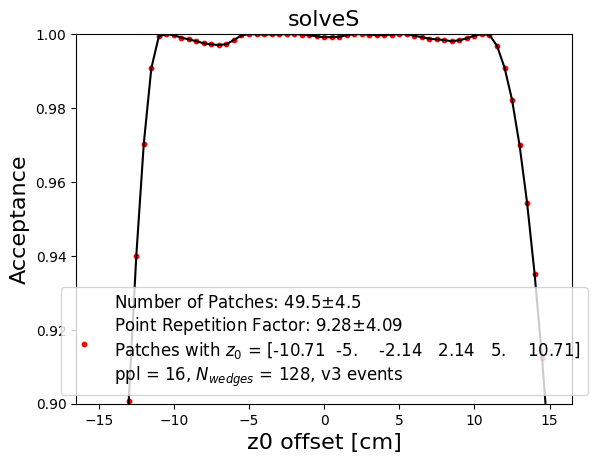 solveS
1.00
0.98
0.96
0.94
0.92
0.90
Acceptance
Number of Patches: 49.5±4.5
Point Repetition Factor: 9.28±4.09
Patches with z₀ = [-10.71 -5. -2.14 2.14 5. 10.71]
ppl = 16, N_wedges = 128, v3 events
−15 −10 −5 0 5 10 15
z0 offset [cm]